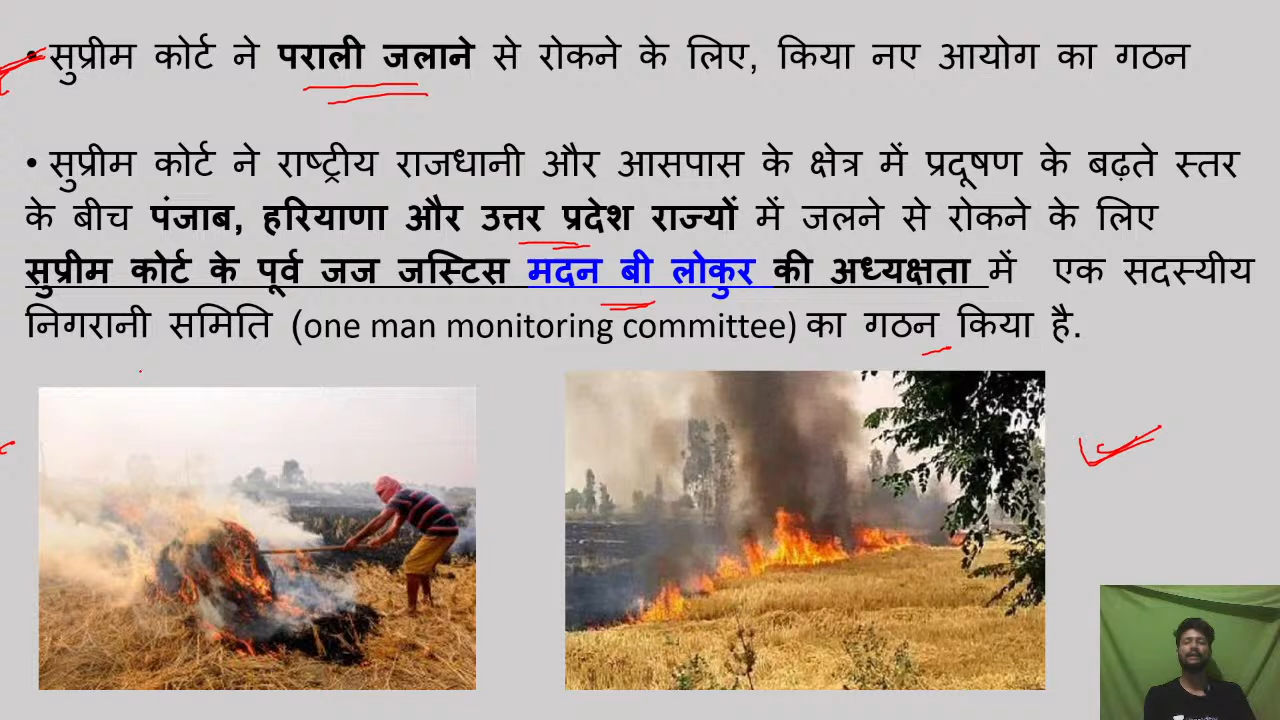 • सुप्रीम कोर्ट ने पराली जलाने से रोकने के लिए, किया नए आयोग का गठन
• सुप्रीम कोर्ट ने राष्ट्रीय राजधानी और आसपास के क्षेत्र में प्रदूषण के बढ़ते स्तर
के बीच पंजाब, हरियाणा और उत्तर प्रदेश राज्यों में जलने से रोकने के लिए
सुप्रीम कोर्ट के पूर्व जज जस्टिस मदन बी लोकुर की अध्यक्षता में एक सदस्यीय
निगरानी समिति (one man monitoring committee) का गठन किया है.